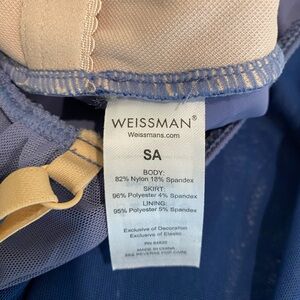 WEISSMAN®
Weissmans.com
SA
BODY:
82% Nylon 18% Spandex
SKIRT:
96% Polyester 4% Spandex
LINING:
95% Polyester 5% Spandex
Exclusive of Decoration
Exclusive of Elastic
MADE IN CHINA
SEE REVERSE FOR CARE